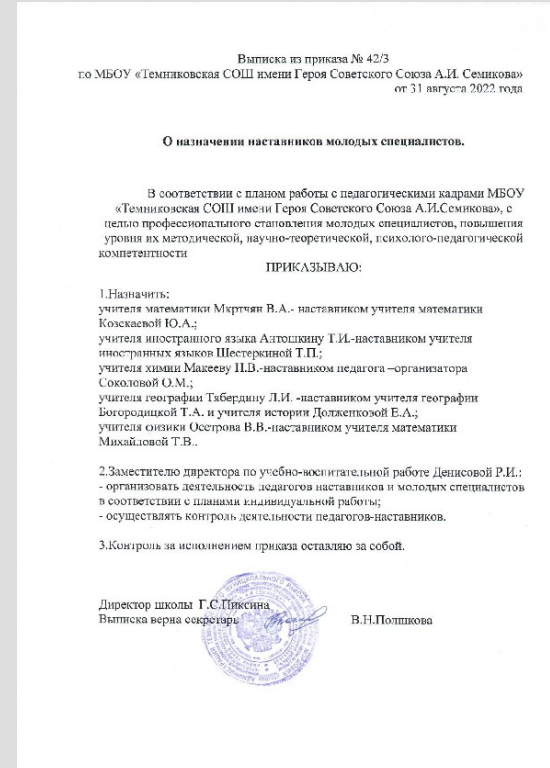 Выписка из приказа № 42/3
по МБОУ «Темниковская СОШ имени Героя Советского Союза А.И. Семикова»
от 31 августа 2022 года
О назначении наставников молодых специалистов.
В соответствии с планом работы с педагогическими кадрами МБОУ
«Темниковская СОШ имени Героя Советского Союза А.И.Семикова», с
целью профессионального становления молодых специалистов, повышения
уровня их методической, научно-теоретической, психолого-педагогической
компетентности
ПРИКАЗЫВАЮ:
1.Назначить:
учителя математики Мкртчян В.А.- наставником учителя математики
Козскаевой Ю.А.;
учителя иностранного языка Антошкину Т.И.-наставником учителя
иностранных языков Шестеркиной Т.П.;
учителя химии Макееву Н.В.-наставником педагога –организатора
Соколовой О.М.;
учителя географии Тябердину Л.И. -наставником учителя географии
Богородицкой Т.А. и учителя истории Долженковой Е.А.;
учителя физики Осетрова В.В.-наставником учителя математики
Михайловой Т.В..
2.Заместителю директора по учебно-воспитательной работе Денисовой Р.И.:
- организовать деятельность педагогов наставников и молодых специалистов
в соответствии с планами индивидуальной работы;
- осуществлять контроль деятельности педагогов-наставников.
3.Контроль за исполнением приказа оставляю за собой.
Директор школы Г.С.Пиксина
Выписка верна секретарь В.Н.Полшкова